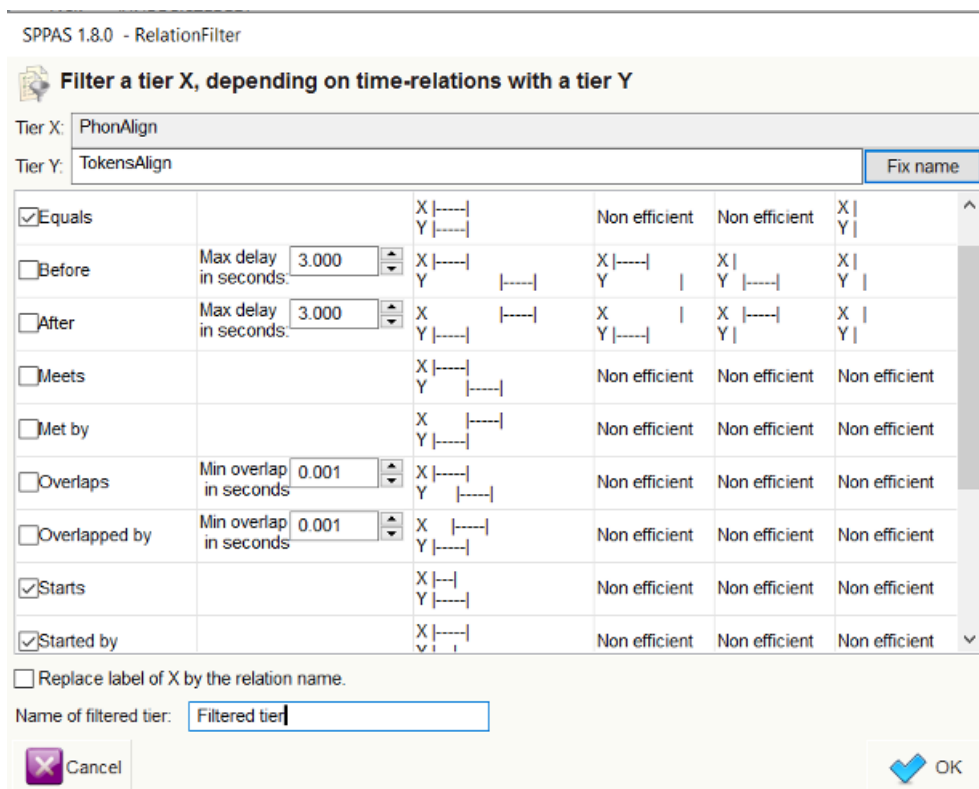 SPPAS 1.8.0 - RelationFilter
Filter a tier X, depending on time-relations with a tier Y
Tier X: PhonAlign
Tier Y: TokensAlign Fix name
Equals X |-----| Non efficient Non efficient X |
Y |-----| Y |
Before Max delay 3.000 X |-----| X |-----| X | X |
in seconds: Y |-----| Y | Y |-----| Y |
After Max delay 3.000 X |-----| X | X |-----| X |
in seconds: Y |-----| Y |-----| Y | Y |
Meets X |-----| Non efficient Non efficient Non efficient
Y |-----|
Met by X |-----| Non efficient Non efficient Non efficient
Y |-----|
Overlaps Min overlap 0.001 X |-----| Non efficient Non efficient Non efficient
in seconds Y |-----|
Overlapped by Min overlap 0.001 X |-----| Non efficient Non efficient Non efficient
in seconds Y |-----|
Starts X |---| Non efficient Non efficient Non efficient
Y |-----|
Started by X |-----| Non efficient Non efficient Non efficient
Replace label of X by the relation name.
Name of filtered tier: Filtered tier
Cancel OK